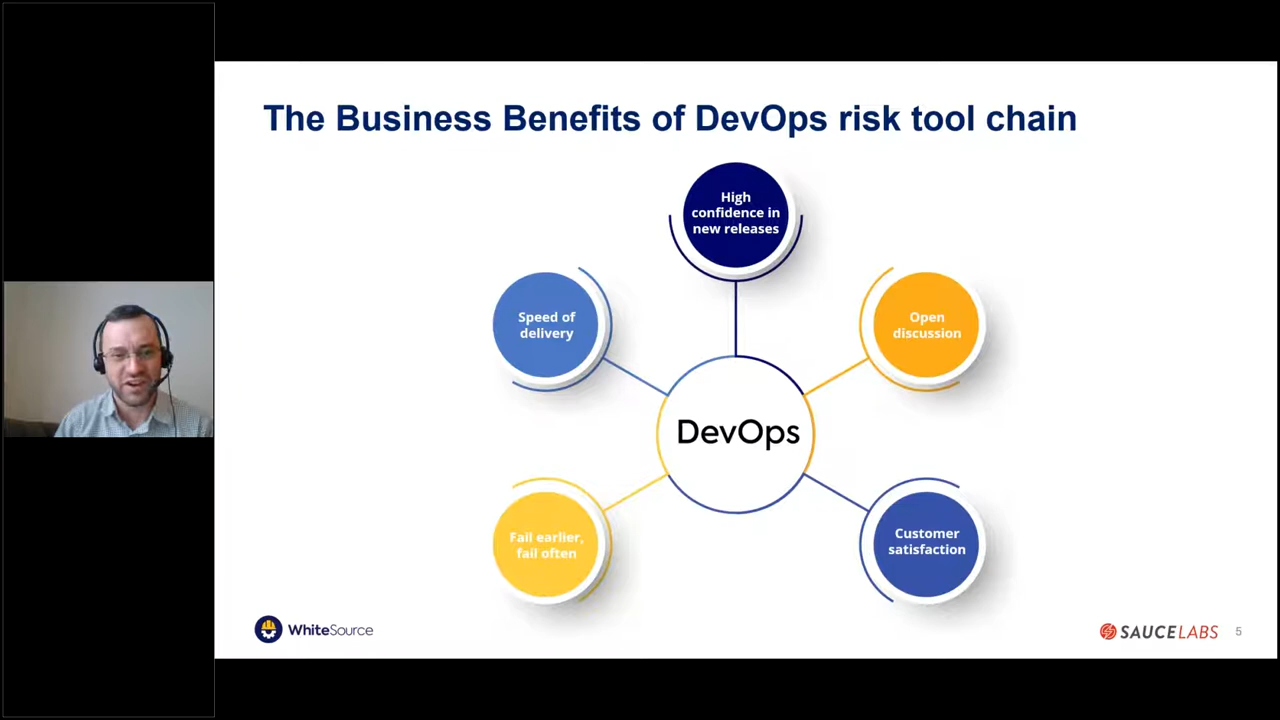 The Business Benefits of DevOps risk tool chain
High
confidence in
new releases
Speed of
delivery
Open
discussion
DevOps
Fail earlier,
fail often
Customer
satisfaction
WhiteSource
SAUCELABS
5